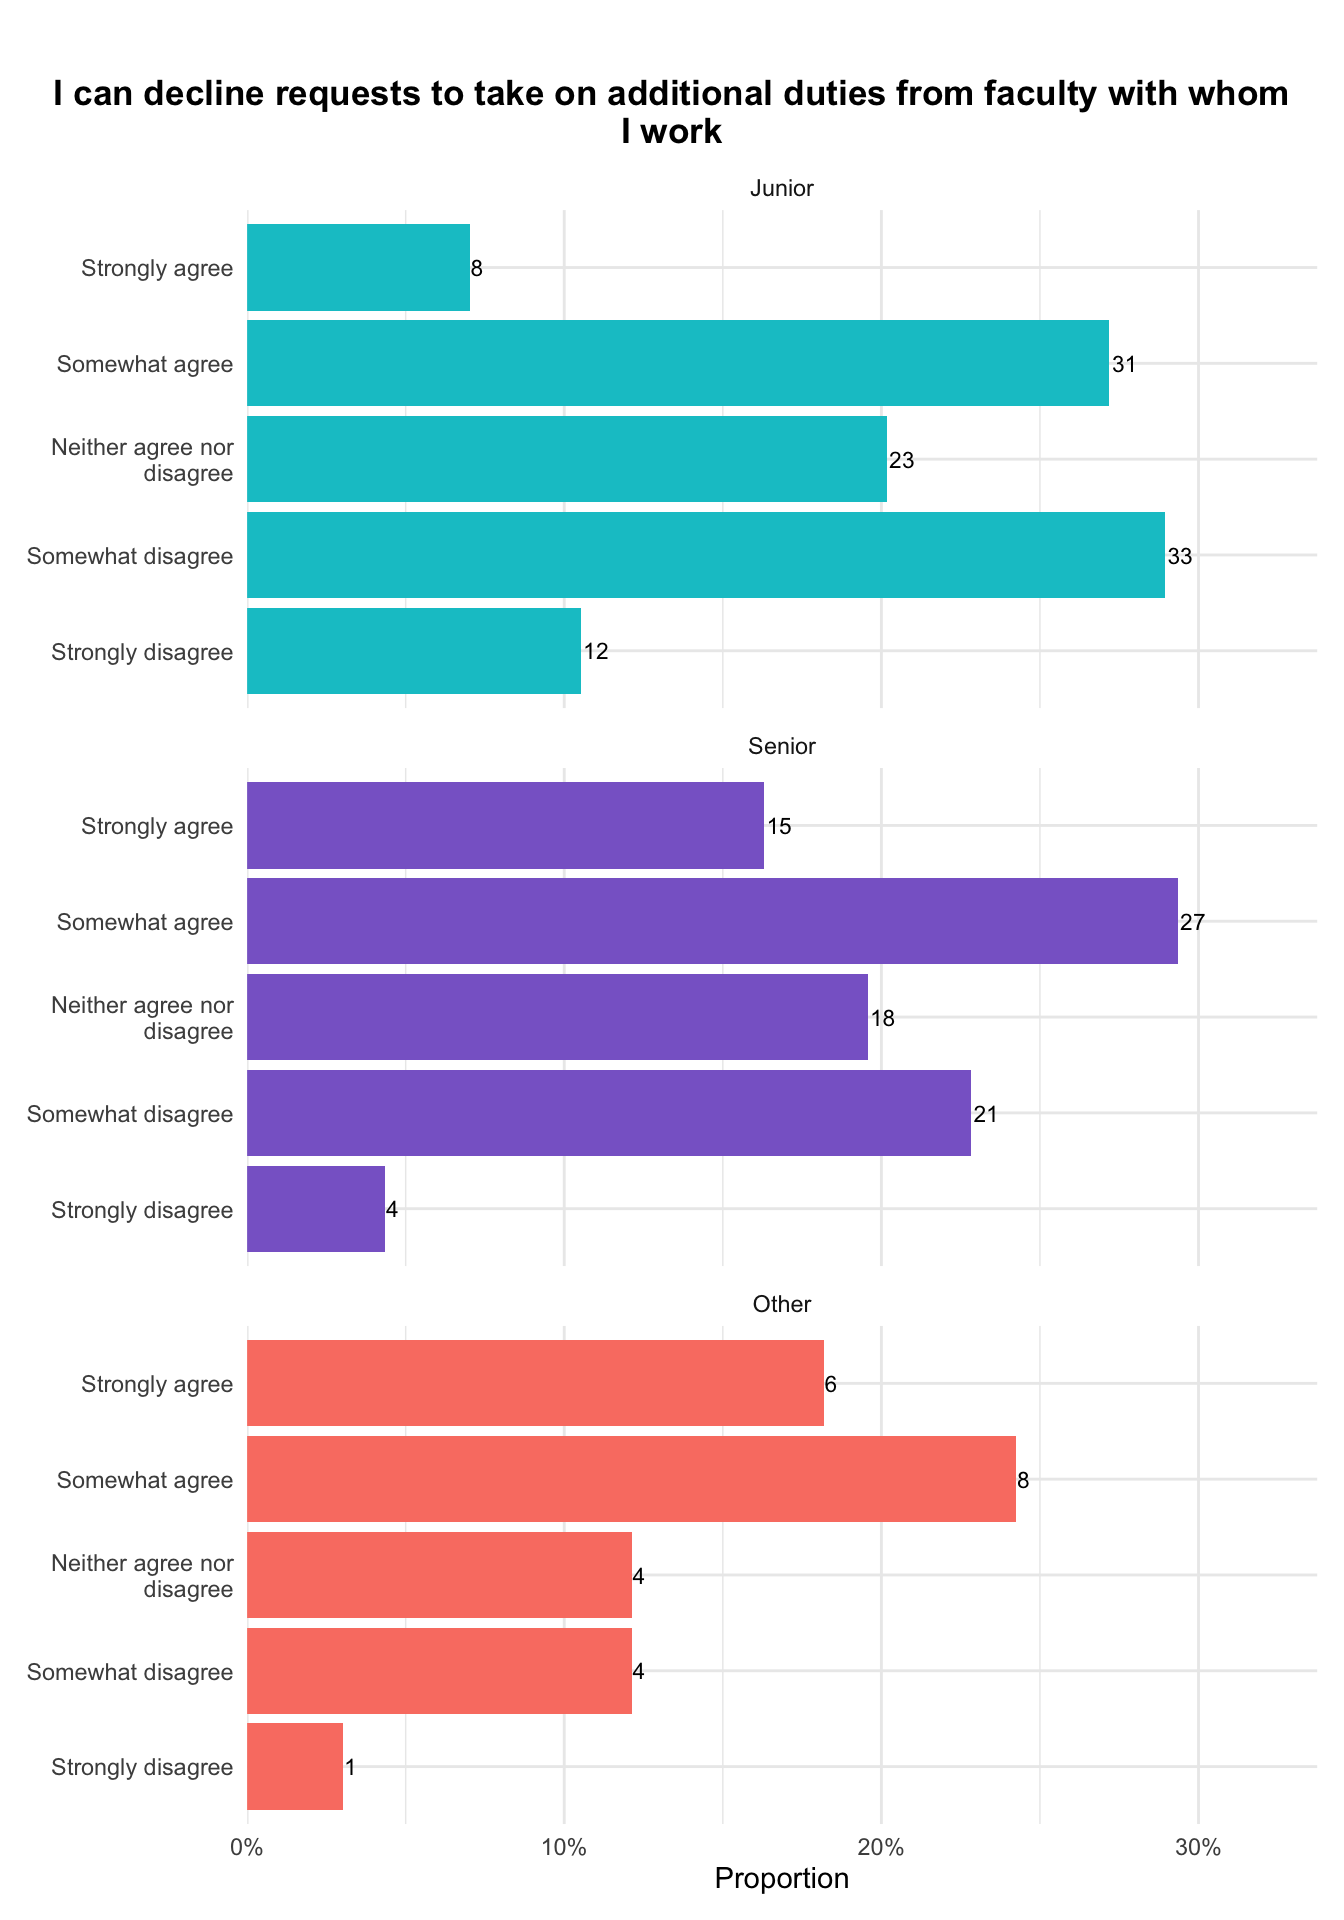 I can decline requests to take on additional duties from faculty with whom
I work
Junior
Strongly agree
8
Somewhat agree
31
Neither agree nor
disagree
23
Somewhat disagree
33
Strongly disagree
12
Senior
Strongly agree
15
Somewhat agree
27
Neither agree nor
disagree
18
Somewhat disagree
21
Strongly disagree
4
Other
Strongly agree
6
Somewhat agree
8
Neither agree nor
disagree
4
Somewhat disagree
4
Strongly disagree
1
0% 10% 20% 30%
Proportion